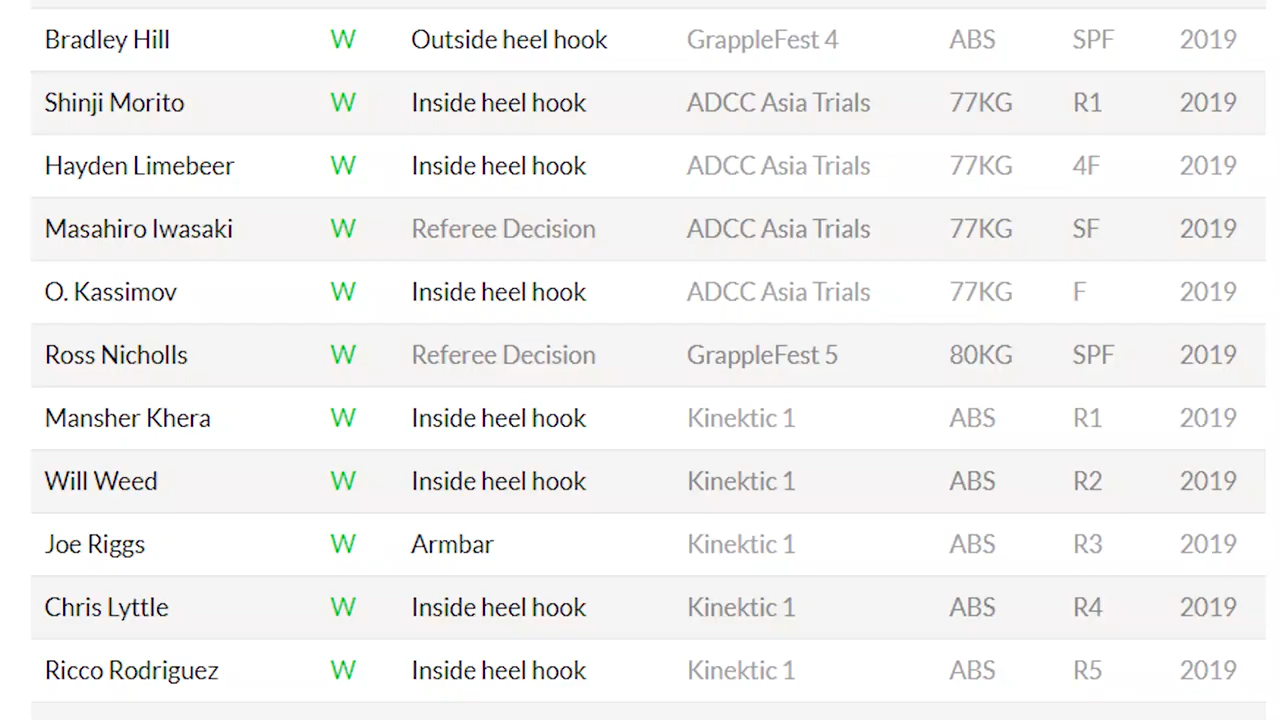 Bradley Hill W Outside heel hook GrappleFest 4 ABS SPF 2019
Shinji Morito W Inside heel hook ADCC Asia Trials 77KG R1 2019
Hayden Limebeer W Inside heel hook ADCC Asia Trials 77KG 4F 2019
Masahiro Iwasaki W Referee Decision ADCC Asia Trials 77KG SF 2019
O. Kassimov W Inside heel hook ADCC Asia Trials 77KG F 2019
Ross Nicholls W Referee Decision GrappleFest 5 80KG SPF 2019
Mansher Khera W Inside heel hook Kinektic 1 ABS R1 2019
Will Weed W Inside heel hook Kinektic 1 ABS R2 2019
Joe Riggs W Armbar Kinektic 1 ABS R3 2019
Chris Lyttle W Inside heel hook Kinektic 1 ABS R4 2019
Ricco Rodriguez W Inside heel hook Kinektic 1 ABS R5 2019